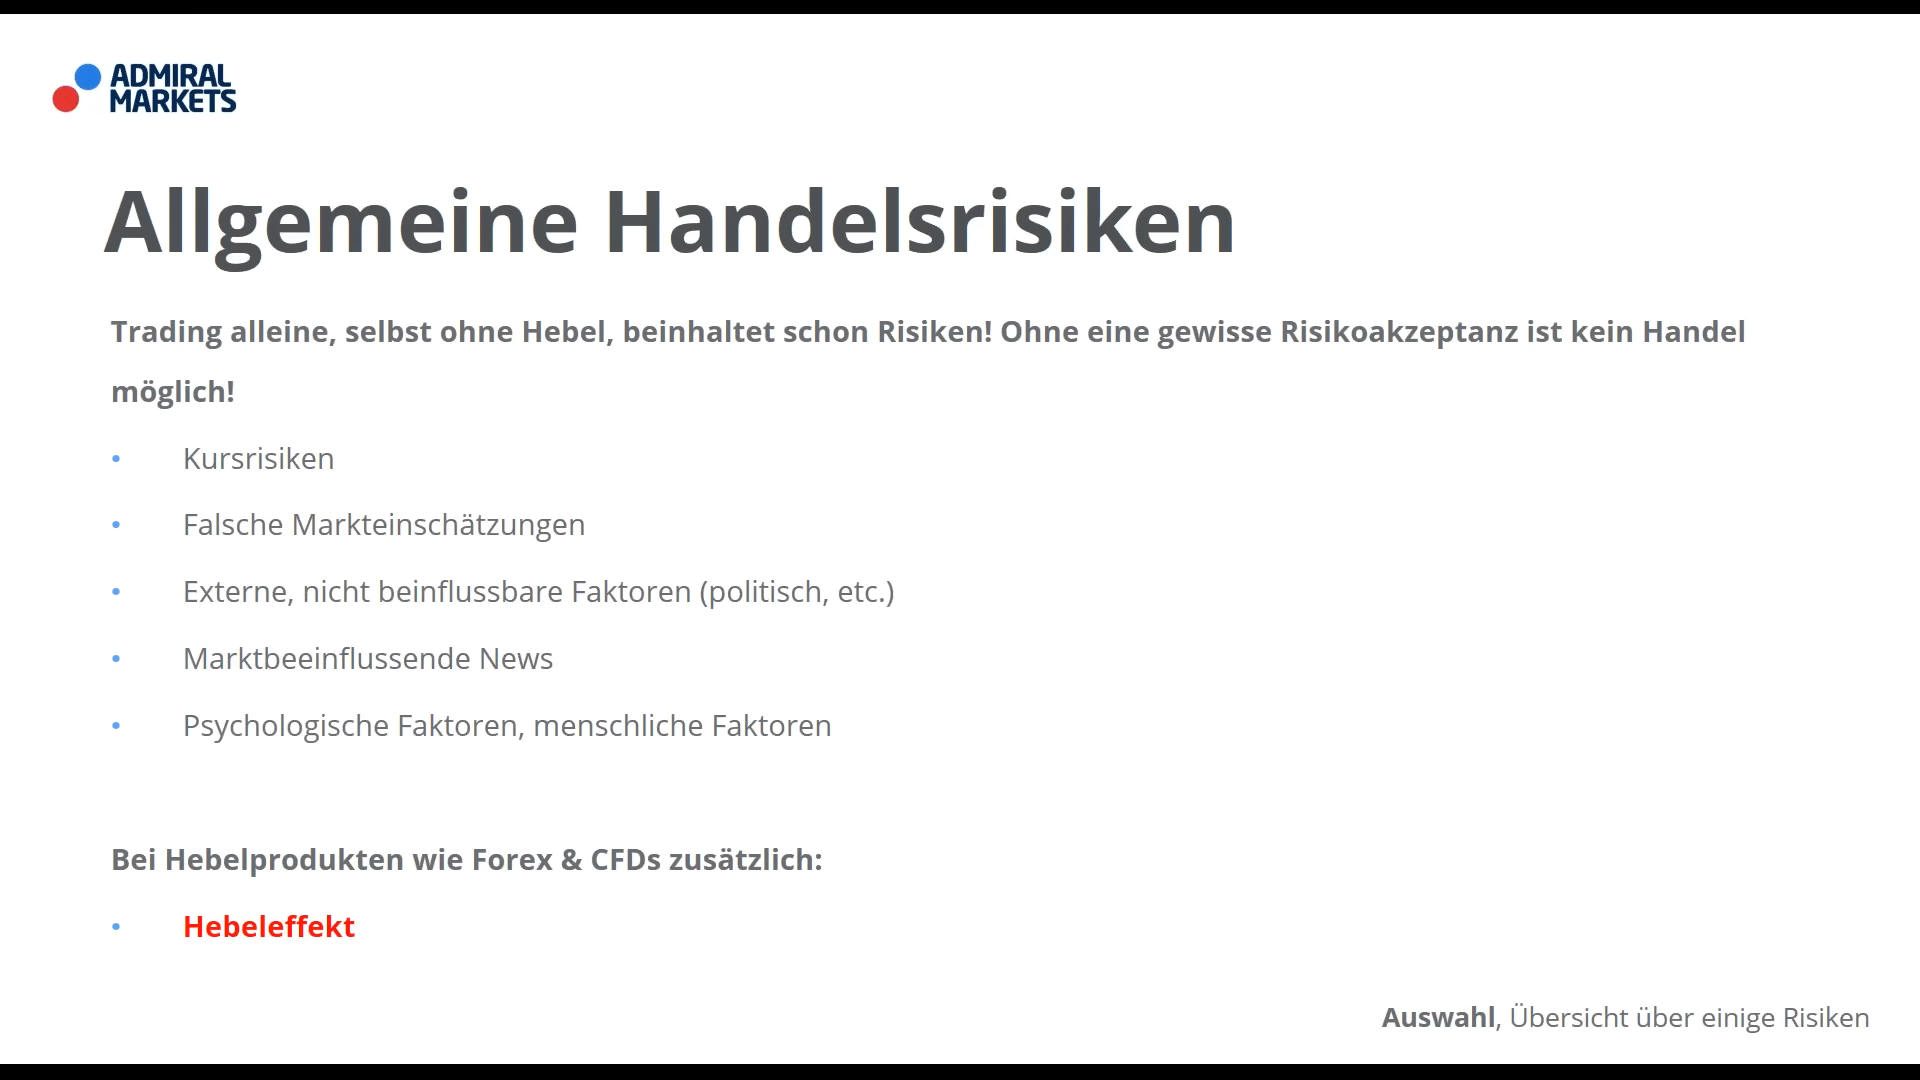 ADMIRAL
MARKETS
Allgemeine Handelsrisiken
Trading alleine, selbst ohne Hebel, beinhaltet schon Risiken! Ohne eine gewisse Risikoakzeptanz ist kein Handel
möglich!
• Kursrisiken
• Falsche Markteinschätzungen
• Externe, nicht beinflussbare Faktoren (politisch, etc.)
• Marktbeeinflussende News
• Psychologische Faktoren, menschliche Faktoren
Bei Hebelprodukten wie Forex & CFDs zusätzlich:
• Hebeleffekt
Auswahl, Übersicht über einige Risiken